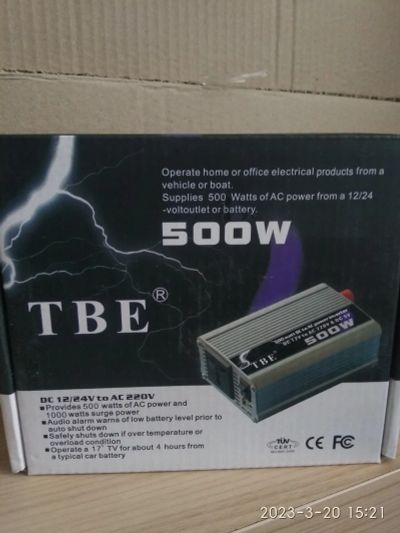 Operate home or office electrical products from a
vehicle or boat.
Supplies 500 Watts of AC power from a 12/24
-voltoutlet or battery.
500W
TBE®
DC 12/24V to AC 220V
■Provides 500 watts of AC power and
1000 watts surge power
■Audio alarm warns of low battery level prior to
auto shut down
■Safely shuts down if over temperature or
overload condition
■Operate a 17" TV for about 4 hours from
a typical car battery
TBE
500W
TÜV
CERT
CE FC
2023-3-20 15:21